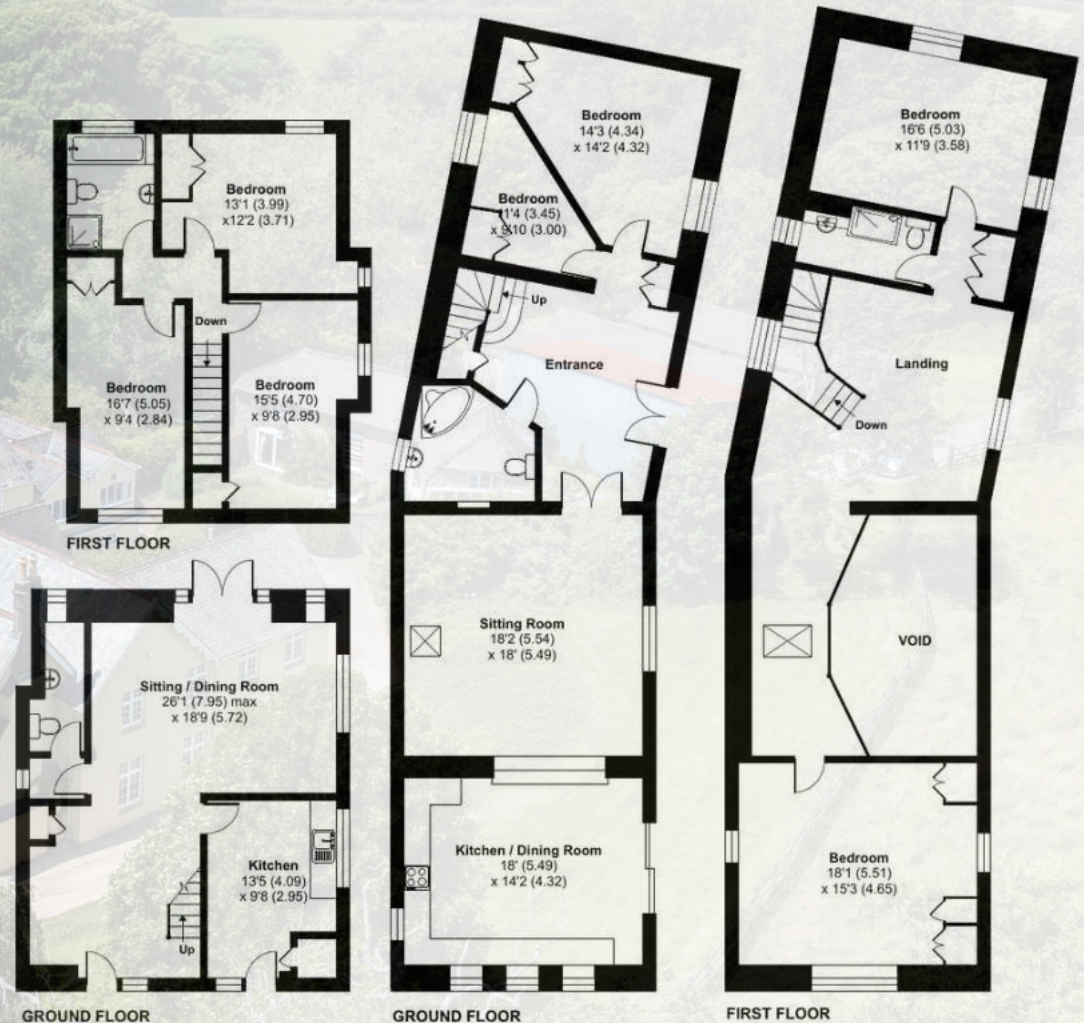 Bedroom
13'1 (3.99)
x12'2 (3.71)
Down
Bedroom
16'7 (5.05)
x 9'4 (2.84)
Bedroom
15'5 (4.70)
x 9'8 (2.95)
FIRST FLOOR
Sitting / Dining Room
26'1 (7.95) max
x 18'9 (5.72)
Kitchen
13'5 (4.09)
x 9'8 (2.95)
Up
GROUND FLOOR
Bedroom
14'3 (4.34)
x 14'2 (4.32)
Bedroom
11'4 (3.45)
x 9'10 (3.00)
Up
Entrance
Sitting Room
18'2 (5.54)
x 18' (5.49)
Kitchen / Dining Room
18' (5.49)
x 14'2 (4.32)
GROUND FLOOR
Bedroom
16'6 (5.03)
x 11'9 (3.58)
Landing
Down
VOID
Bedroom
18'1 (5.51)
x 15'3 (4.65)
FIRST FLOOR